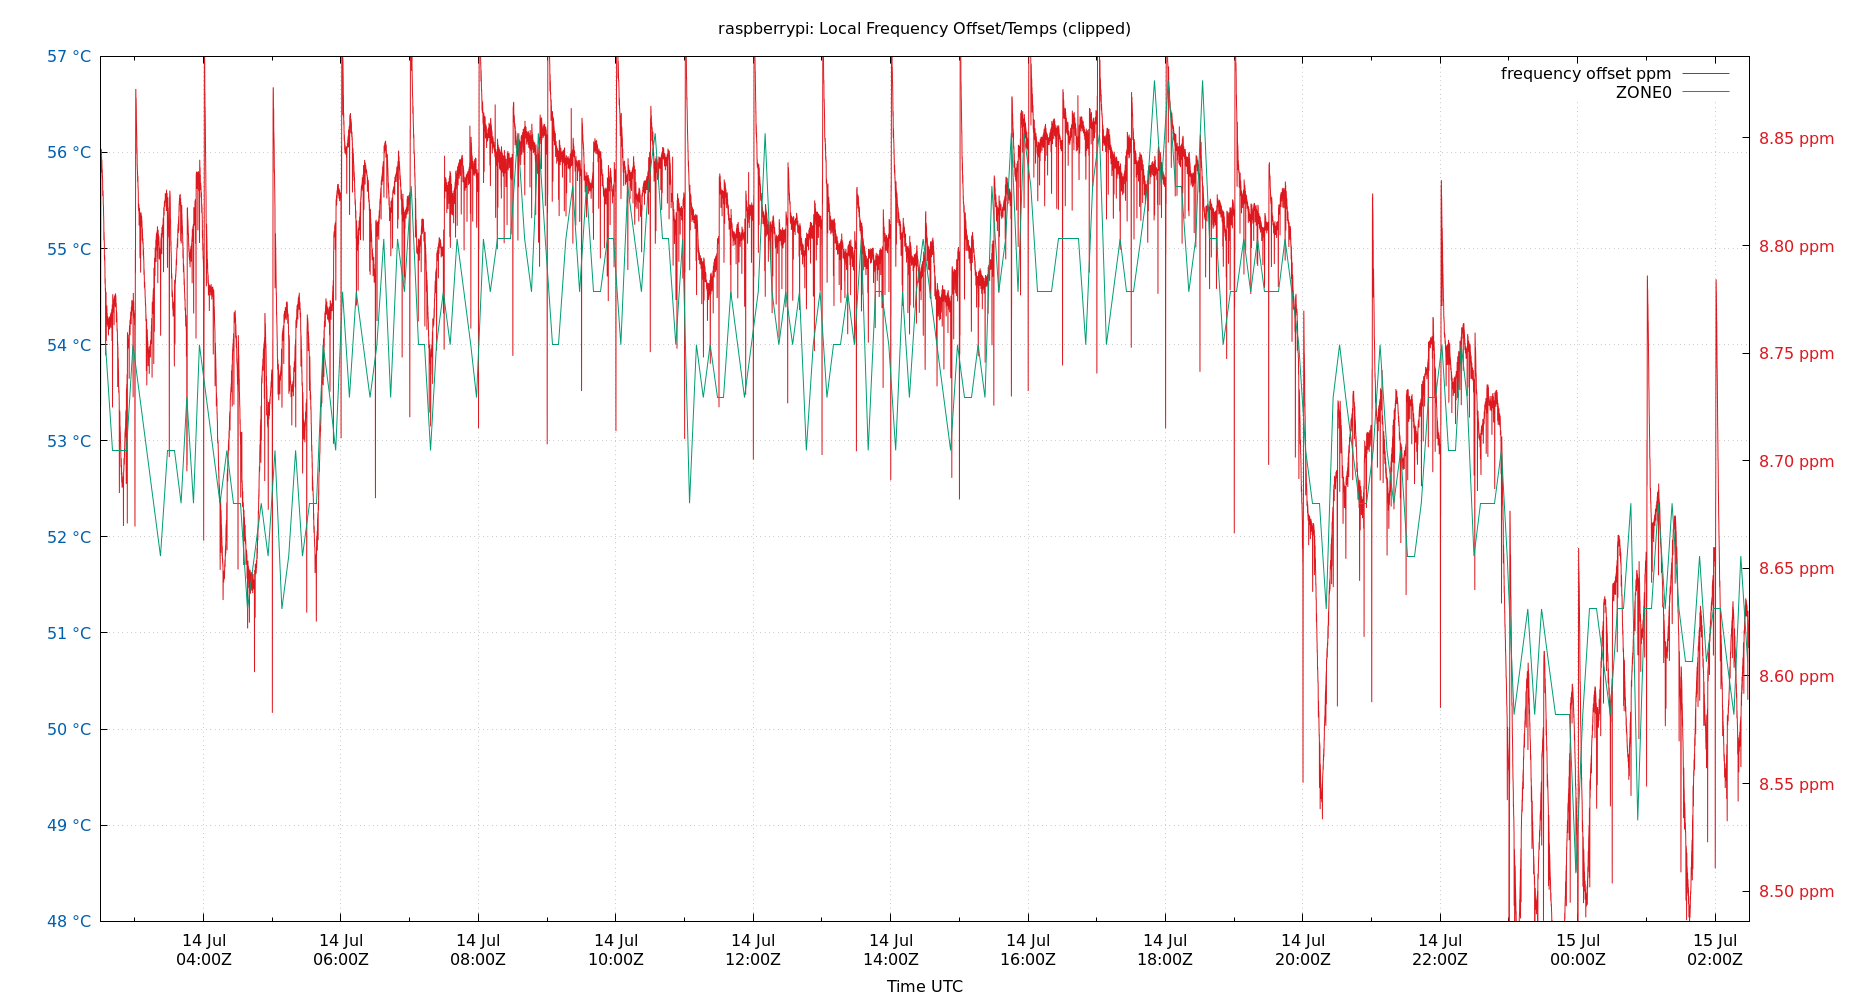 raspberrypi: Local Frequency Offset/Temps (clipped)
57 °C
56 °C
55 °C
54 °C
53 °C
52 °C
51 °C
50 °C
49 °C
48 °C
frequency offset ppm
ZONE0
8.85 ppm
8.80 ppm
8.75 ppm
8.70 ppm
8.65 ppm
8.60 ppm
8.55 ppm
8.50 ppm
14 Jul 14 Jul 14 Jul 14 Jul 14 Jul 14 Jul 14 Jul 14 Jul 14 Jul 14 Jul 15 Jul 15 Jul
04:00Z 06:00Z 08:00Z 10:00Z 12:00Z 14:00Z 16:00Z 18:00Z 20:00Z 22:00Z 00:00Z 02:00Z
Time UTC